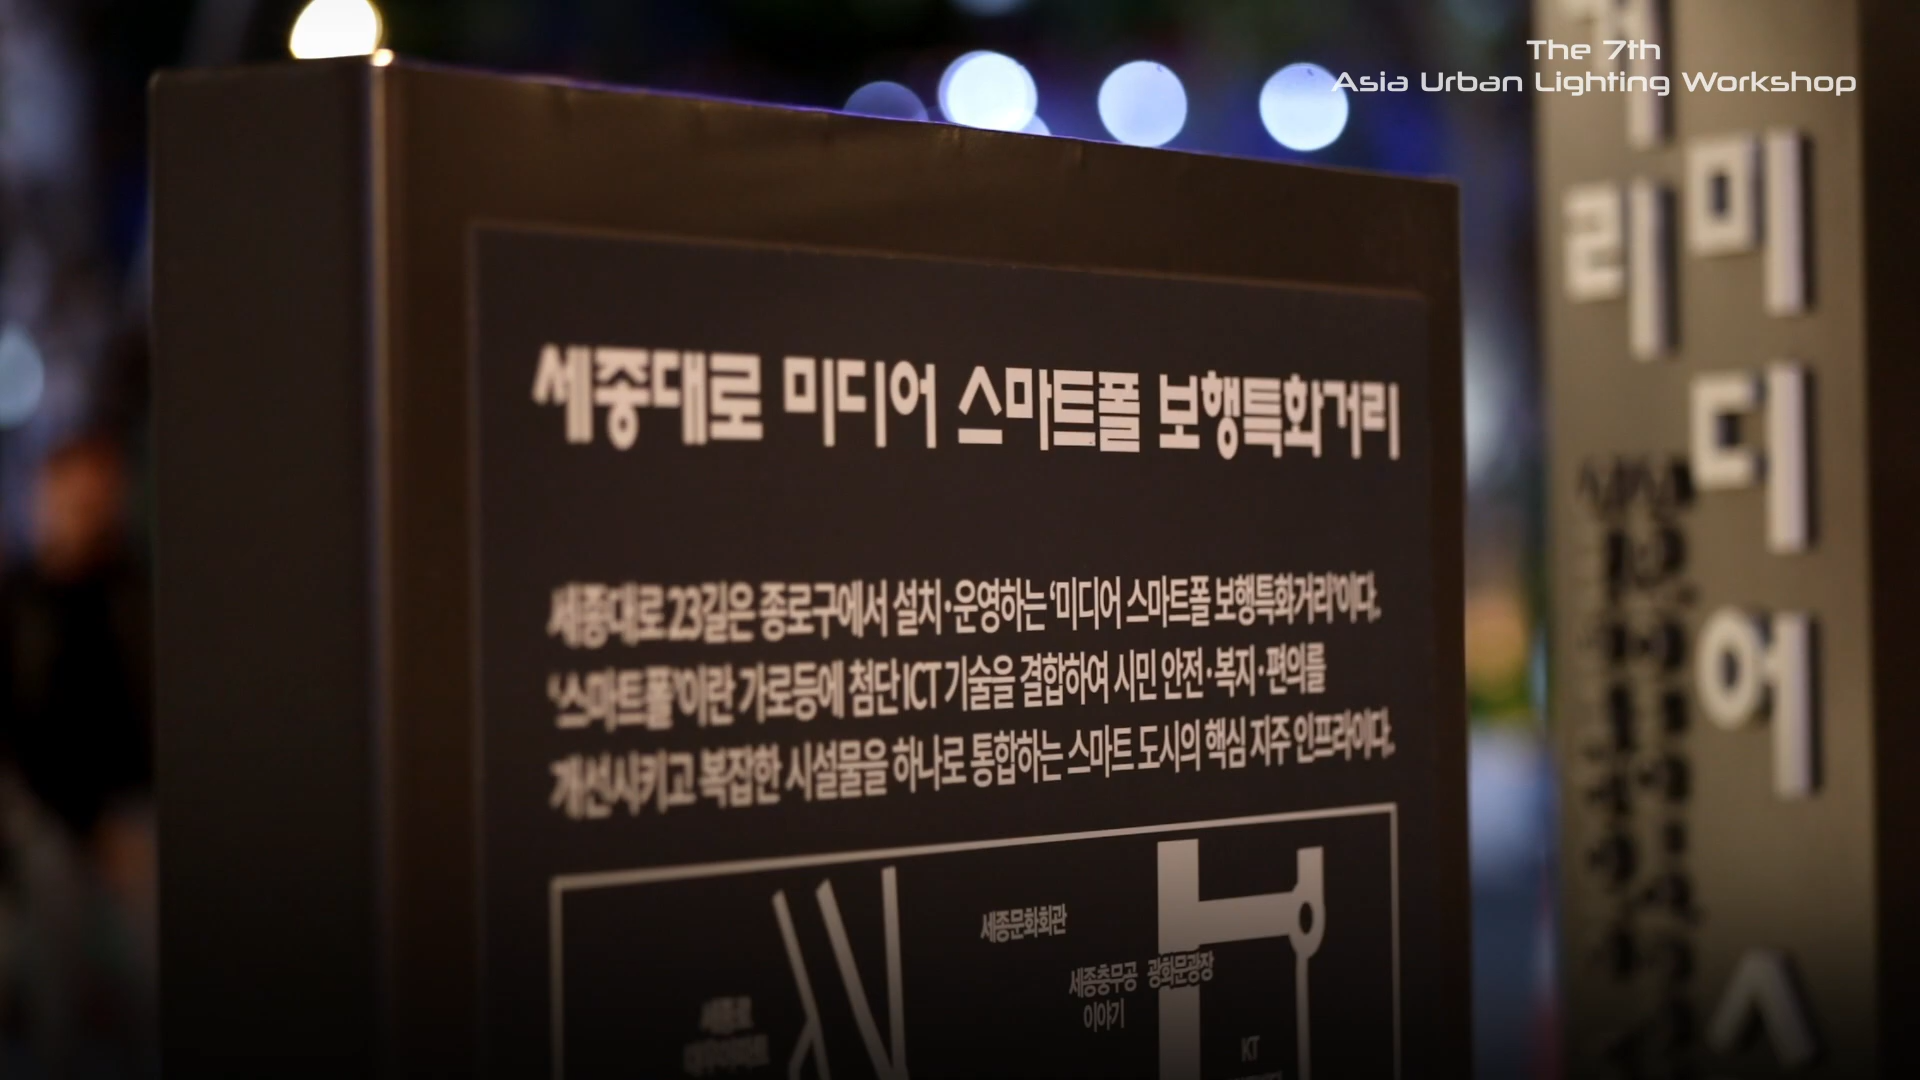 The 7th
Asia Urban Lighting Workshop
세종대로 미디어 스마트폴 보행특화거리
세종대로 23길은 종로구에서 설치·운영하는 ‘미디어 스마트폴 보행특화거리’이다.
‘스마트폴’이란 가로등에 첨단 ICT 기술을 결합하여 시민 안전·복지·편의를
개선시키고 복잡한 시설물을 하나로 통합하는 스마트 도시의 핵심 지주 인프라이다.
세종문화회관
세종충무공
이야기
광화문광장
세종로
KT
거리
미디어 스